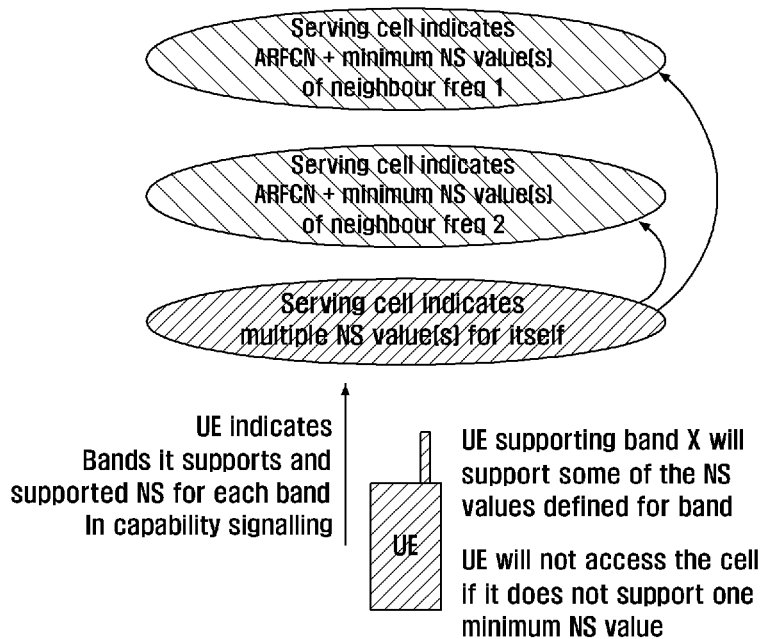 Serving cell indicates
ARFCN + minimum NS value(s)
of neighbour freq 1
Serving cell indicates
ARFCN + minimum NS value(s)
of neighbour freq 2
Serving cell indicates
multiple NS value(s) for itself
UE indicates
Bands it supports and
supported NS for each band
In capability signalling
UE
UE supporting band X will
support some of the NS
values defined for band
UE will not access the cell
if it does not support one
minimum NS value